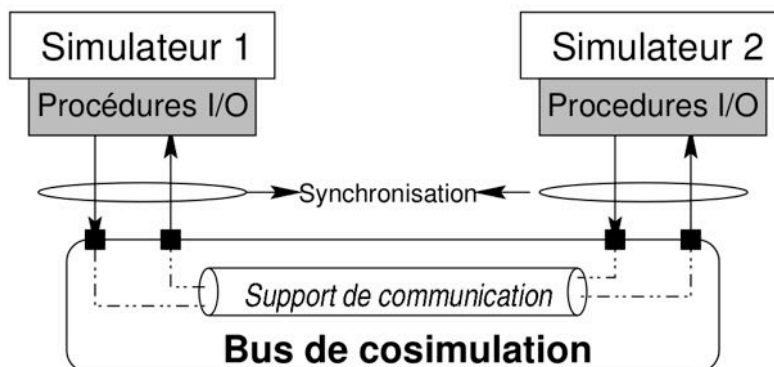 Simulateur 1
Simulateur 2
Procédures I/O
Procedures I/O
Synchronisation
Support de communication
Bus de cosimulation